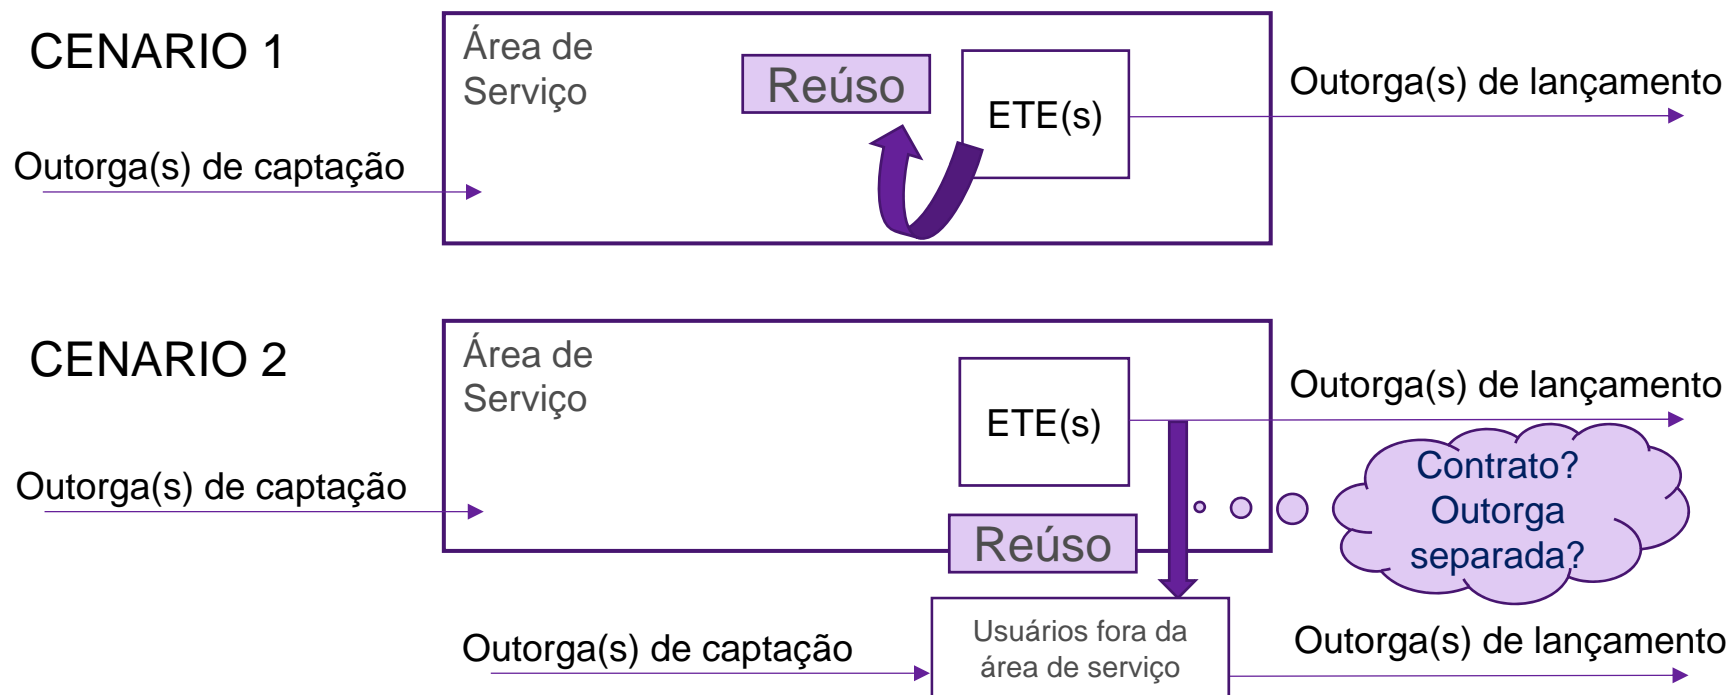 CENARIO 1
Área de
Serviço
Reúso
ETE(s)
Outorga(s) de lançamento
Outorga(s) de captação
CENARIO 2
Área de
Serviço
ETE(s)
Outorga(s) de lançamento
Outorga(s) de captação
Contrato?
Outorga
separada?
Reúso
Outorga(s) de captação
Usuários fora da
área de serviço
Outorga(s) de lançamento